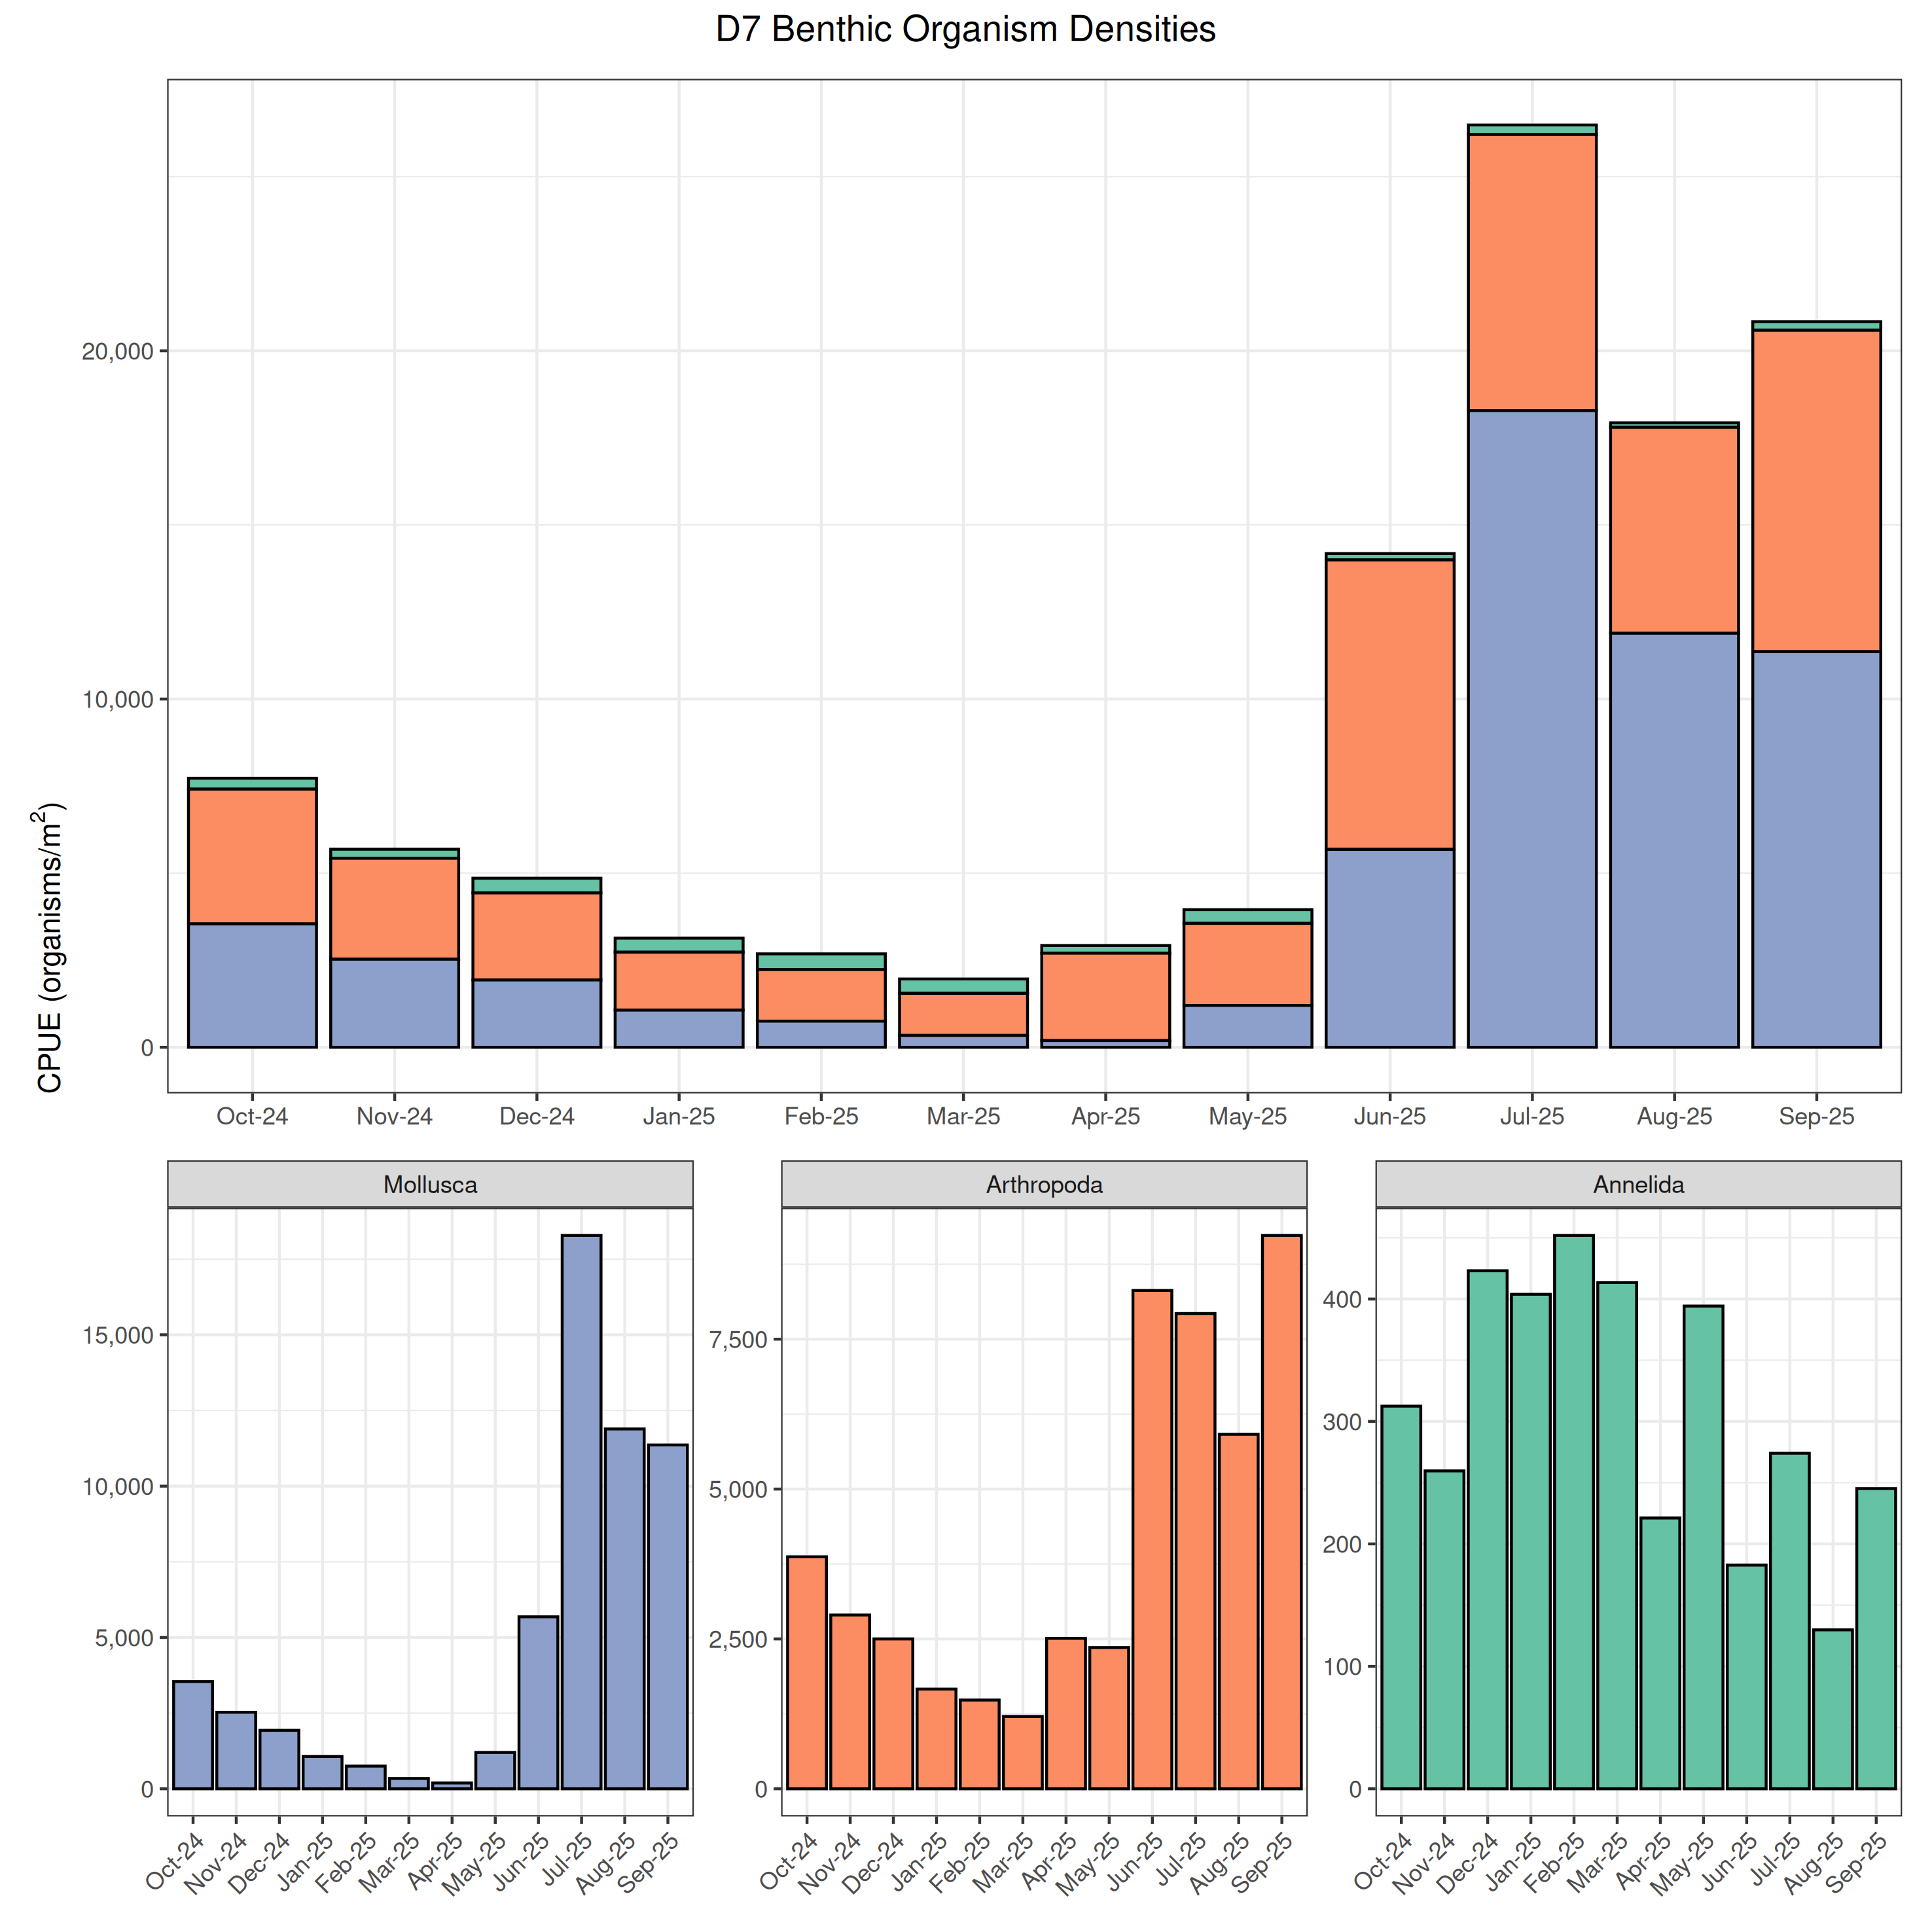 D7 Benthic Organism Densities
CPUE (organisms/m²)
20,000
10,000
0
Oct-24 Nov-24 Dec-24 Jan-25 Feb-25 Mar-25 Apr-25 May-25 Jun-25 Jul-25 Aug-25 Sep-25
Mollusca
15,000
10,000
5,000
0
Oct-24 Nov-24 Dec-24 Jan-25 Feb-25 Mar-25 Apr-25 May-25 Jun-25 Jul-25 Aug-25 Sep-25
Arthropoda
7,500
5,000
2,500
0
Oct-24 Nov-24 Dec-24 Jan-25 Feb-25 Mar-25 Apr-25 May-25 Jun-25 Jul-25 Aug-25 Sep-25
Annelida
400
300
200
100
0
Oct-24 Nov-24 Dec-24 Jan-25 Feb-25 Mar-25 Apr-25 May-25 Jun-25 Jul-25 Aug-25 Sep-25